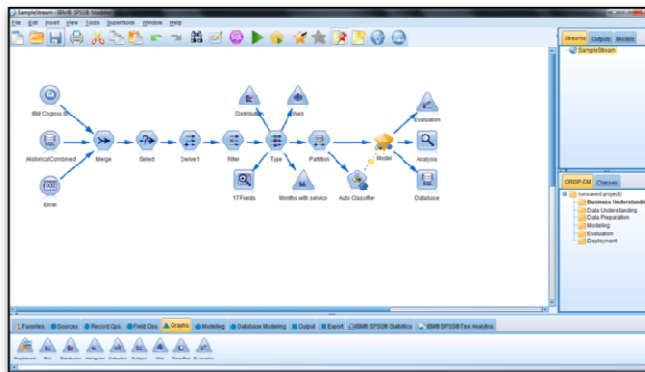 SampleStream - IBM® SPSS® Modeler
File Edit Insert View Tools SuperNode Window Help
SQL
Streams Outputs Models
SampleStream
IBM Cognos BI
Distribution
Web
Evaluation
HistoricalCombined
Merge
Select
Derive1
Filter
Type
Partition
Model
Analysis
Excel
17 Fields
Months with service
Auto Classifier
Database
CRISP-DM Classes
(unsaved project)
Business Understanding
Data Understanding
Data Preparation
Modeling
Evaluation
Deployment
Favorites Sources Record Ops Field Ops Graphs Modeling Database Modeling Output Export IBM® SPSS® Statistics IBM® SPSS® Text Analytics